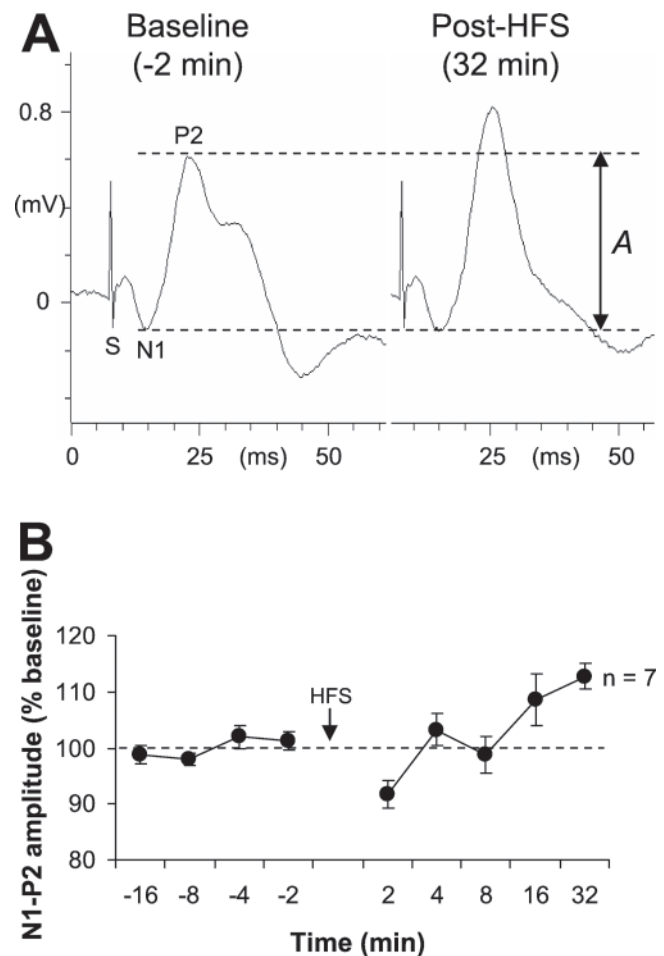 A
Baseline
(-2 min)
Post-HFS
(32 min)
0.8
(mV)
0
P2
A
S
N1
0
25
(ms)
50
25
(ms)
50
B
N1-P2 amplitude (% baseline)
120
110
100
90
80
HFS
n = 7
-16
-8
-4
-2
2
4
8
16
32
Time (min)